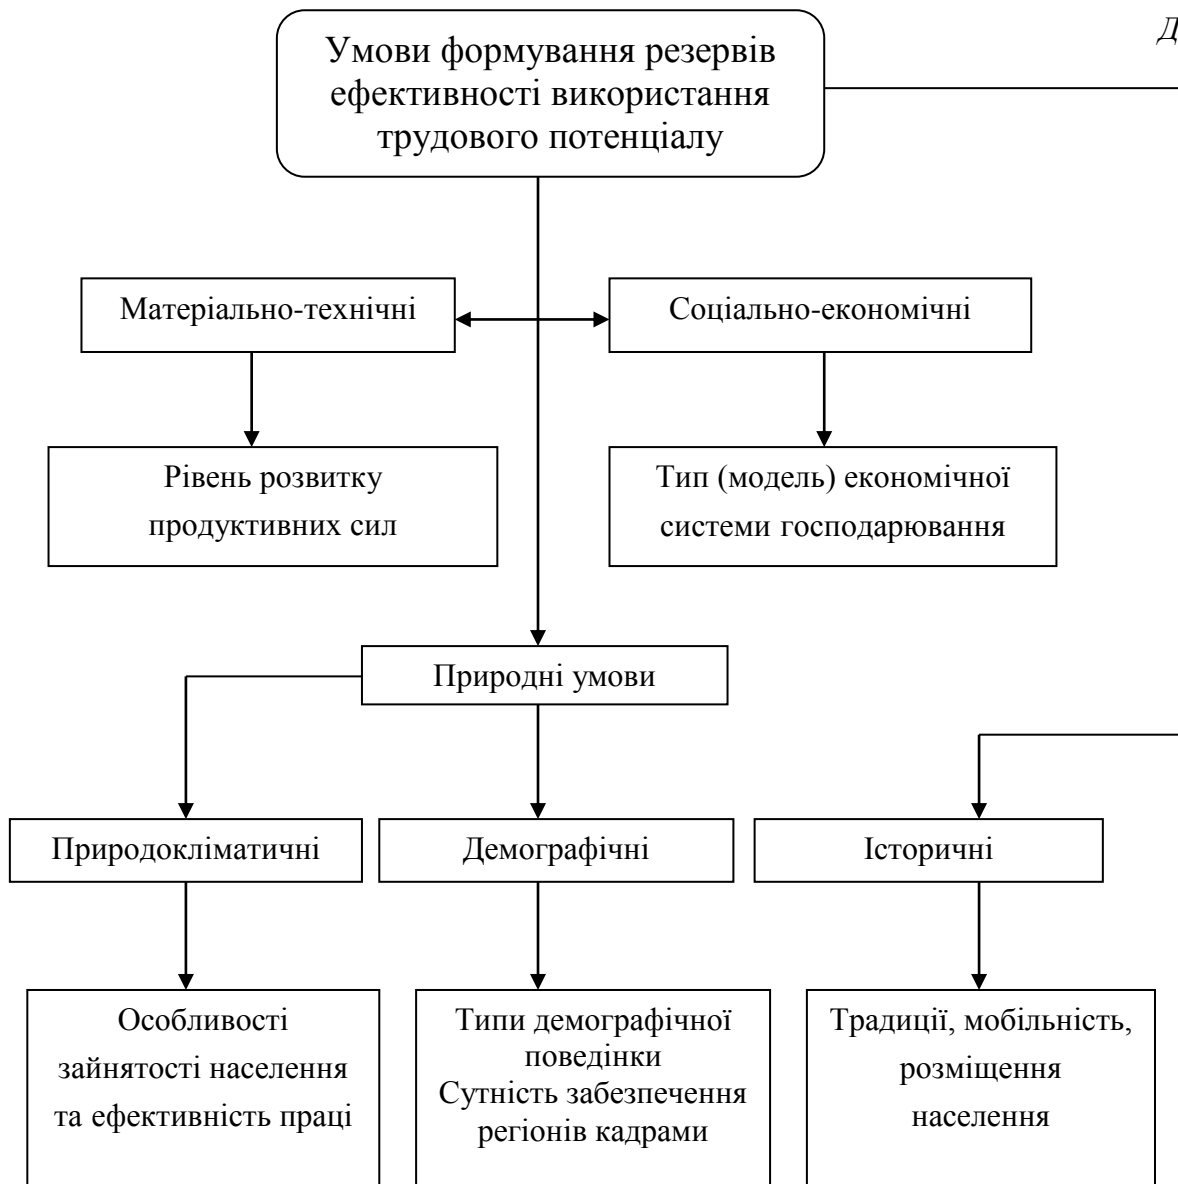 Д
Умови формування резервів
ефективності використання
трудового потенціалу
Матеріально-технічні
Соціально-економічні
Рівень розвитку
продуктивних сил
Тип (модель) економічної
системи господарювання
Природні умови
Природокліматичні
Демографічні
Історичні
Особливості
зайнятості населення
та ефективність праці
Типи демографічної
поведінки
Сутність забезпечення
регіонів кадрами
Традиції, мобільність,
розміщення
населення